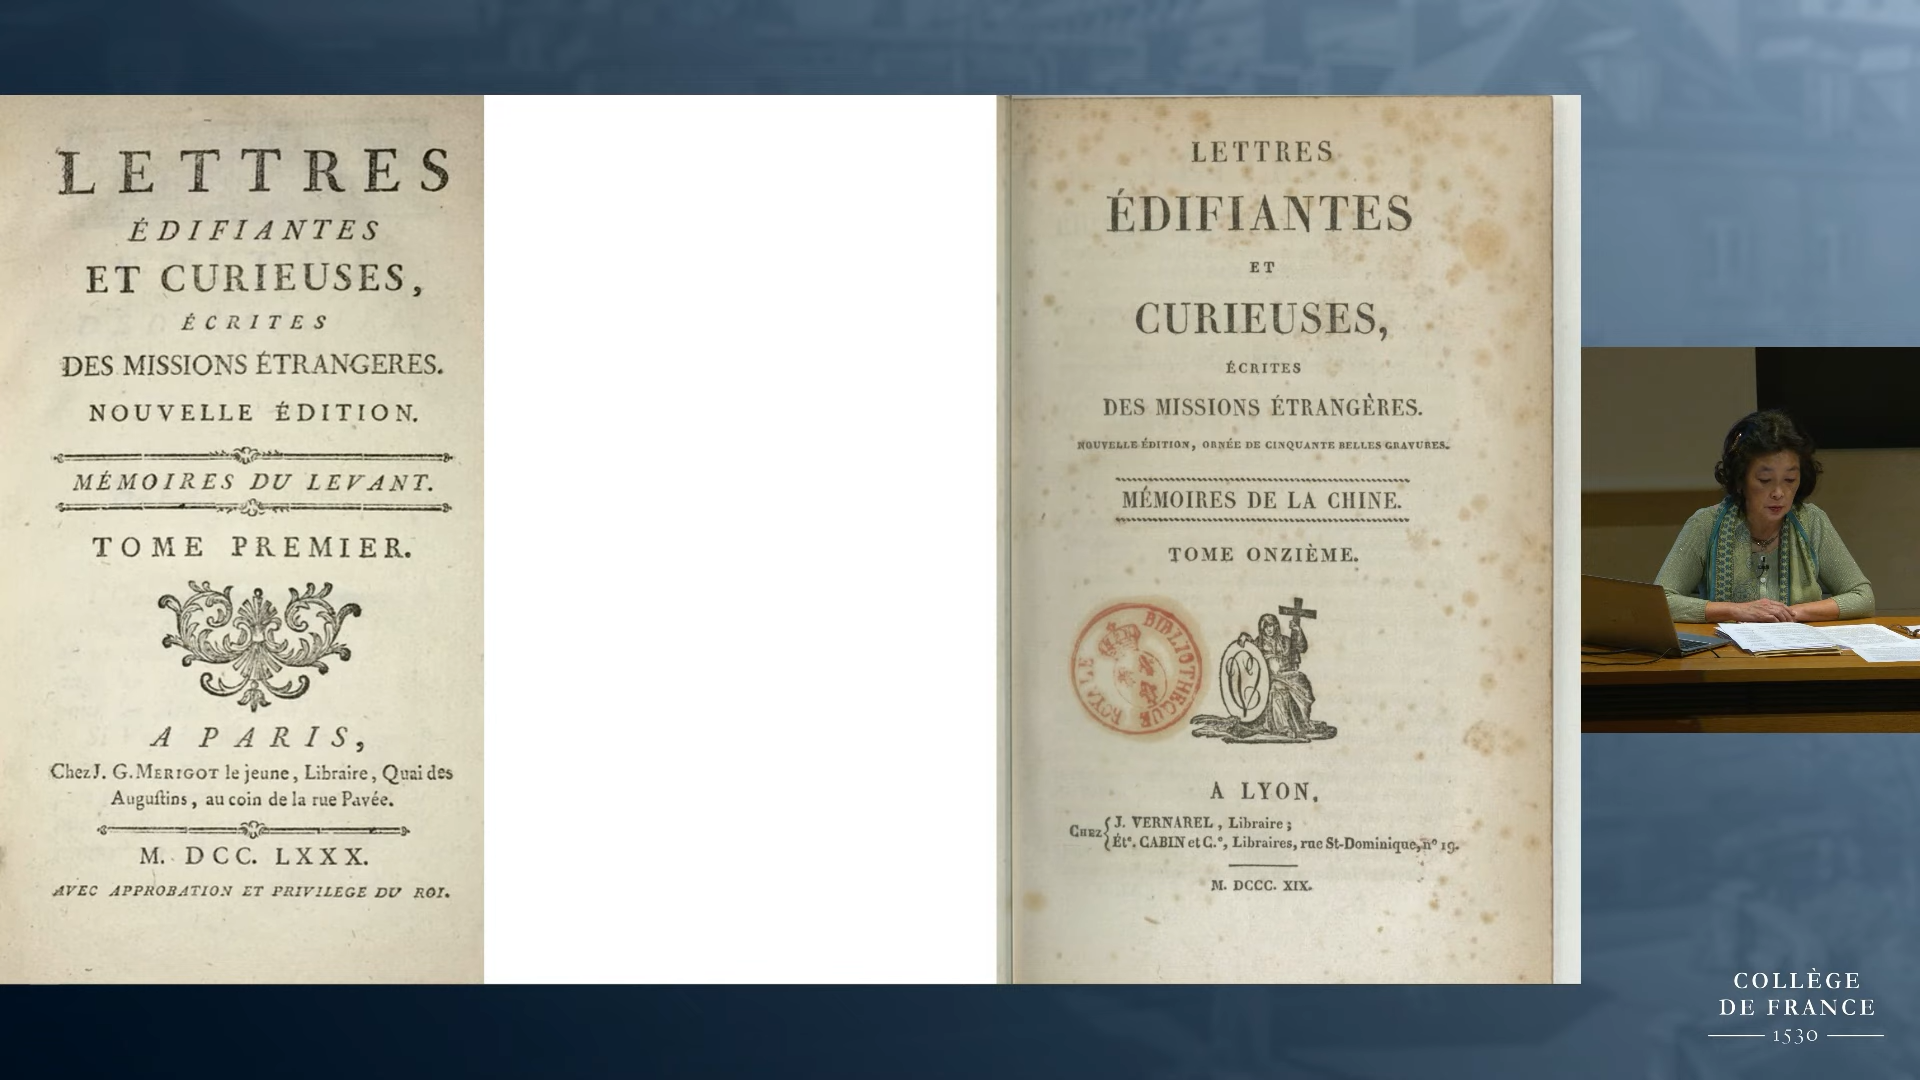 LETTRES
ÉDIFIANTES
ET CURIEUSES,
ÉCRITES
DES MISSIONS ÉTRANGERES.
NOUVELLE ÉDITION.
MÉMOIRES DU LEVANT.
TOME PREMIER.
A PARIS,
Chez J. G. MERIGOT le jeune, Libraire, Quai des
Auguſtins, au coin de la rue Pavée.
M. DCC. LXXX.
AVEC APPROBATION ET PRIVILEGE DU ROI.
LETTRES
ÉDIFIANTES
ET
CURIEUSES,
ÉCRITES
DES MISSIONS ÉTRANGÈRES.
NOUVELLE ÉDITION, ORNÉE DE CINQUANTE BELLES GRAVURES.
MÉMOIRES DE LA CHINE.
TOME ONZIÈME.
BIBLIOTHEQUE ROYALE
A LYON,
CHEZ
J. VERNAREL, Libraire;
Ét.e CABIN et C.e, Libraires, rue St-Dominique, n° 19.
M. DCCC. XIX.
COLLÈGE
DE FRANCE
1530